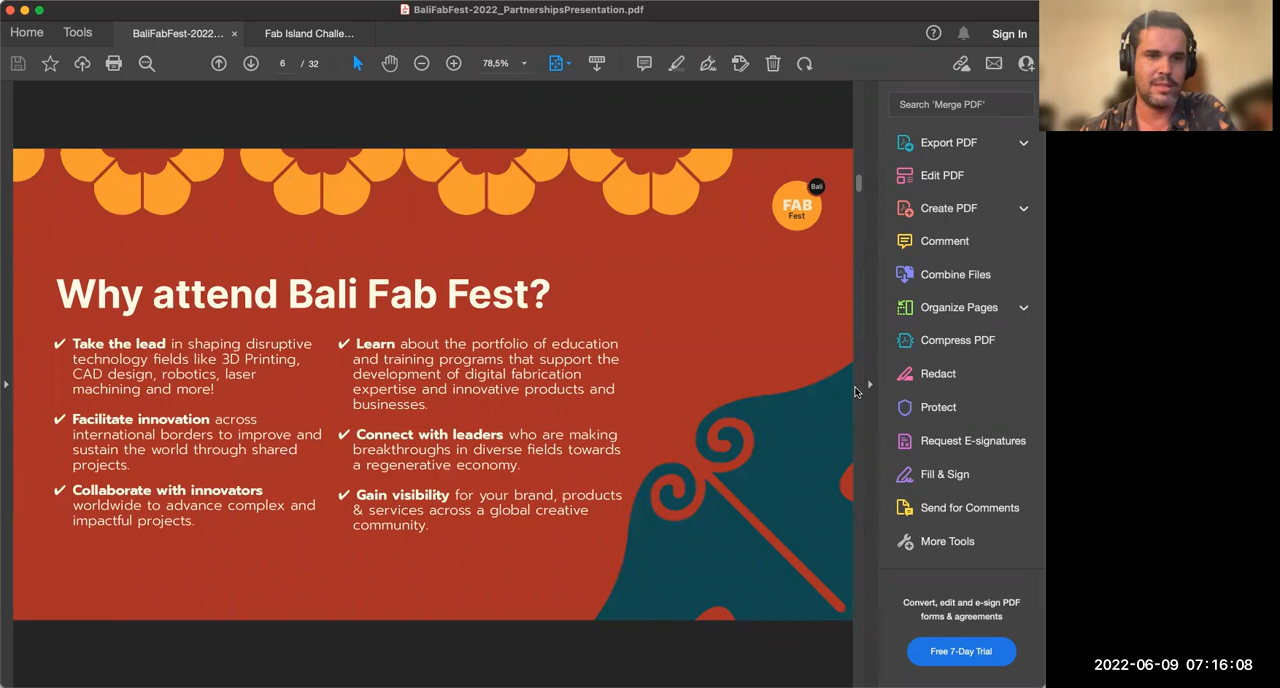 BaliFabFest-2022_PartnershipsPresentation.pdf
Home
Tools
BaliFabFest-2022...
×
Fab Island Challe...
Sign In
6
/ 32
78,5%
Search 'Merge PDF'
Export PDF
Edit PDF
Create PDF
Comment
Combine Files
Organize Pages
Compress PDF
Redact
Protect
Request E-signatures
Fill & Sign
Send for Comments
More Tools
Convert, edit and e-sign PDF
forms & agreements
Free 7-Day Trial
Bali
FAB
Fest
Why attend Bali Fab Fest?
✔ Take the lead in shaping disruptive
technology fields like 3D Printing,
CAD design, robotics, laser
machining and more!
✔ Facilitate innovation across
international borders to improve and
sustain the world through shared
projects.
✔ Collaborate with innovators
worldwide to advance complex and
impactful projects.
✔ Learn about the portfolio of education
and training programs that support the
development of digital fabrication
expertise and innovative products and
businesses.
✔ Connect with leaders who are making
breakthroughs in diverse fields towards
a regenerative economy.
✔ Gain visibility for your brand, products
& services across a global creative
community.
2022-06-09 07:16:08